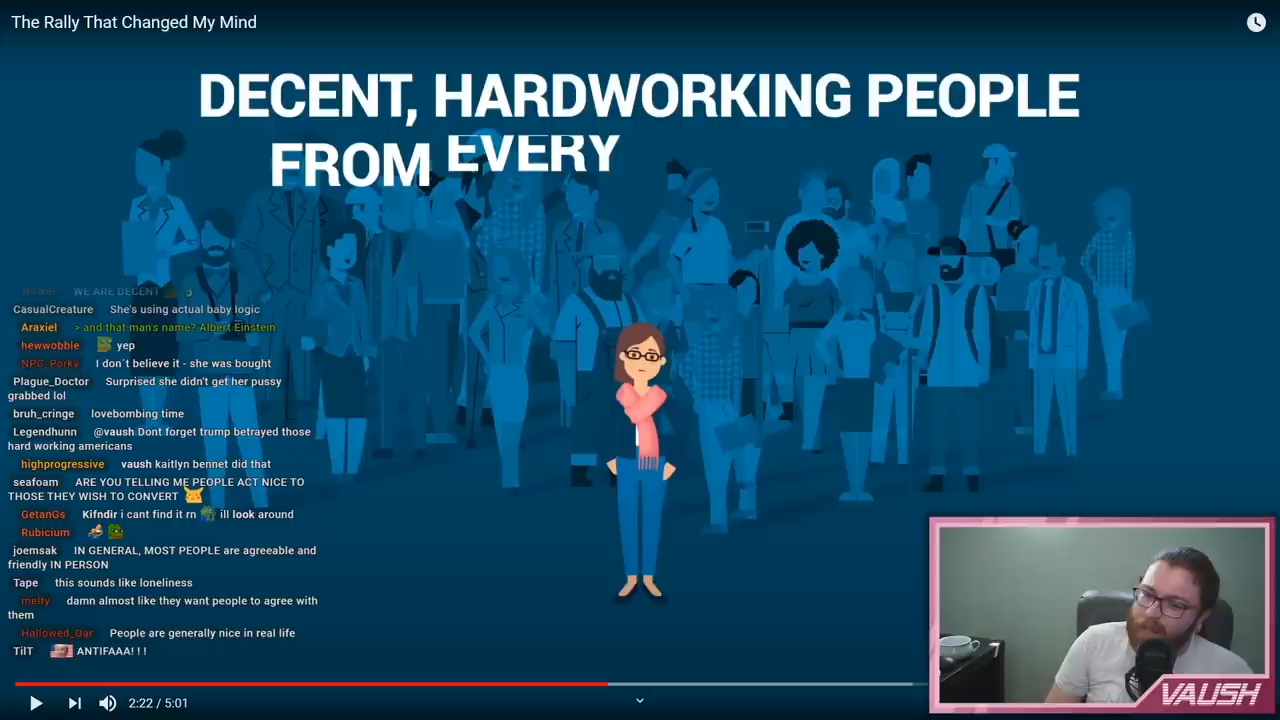 The Rally That Changed My Mind
DECENT, HARDWORKING PEOPLE
FROM EVERY
WE ARE DECENT
CasualCreature She's using actual baby logic
Araxiel > and that man's name? Albert Einstein
hewwobble yep
NPC_Porky I don´t believe it - she was bought
Plague_Doctor Surprised she didn't get her pussy
grabbed lol
bruh_cringe lovebombing time
Legendhunn @vaush Dont forget trump betrayed those
hard working americans
highprogressive vaush kaitlyn bennet did that
seafoam ARE YOU TELLING ME PEOPLE ACT NICE TO
THOSE THEY WISH TO CONVERT
GetanGs Kifndir i cant find it rn ill look around
Rubicium
joemsak IN GENERAL, MOST PEOPLE are agreeable and
friendly IN PERSON
Tape this sounds like loneliness
melty damn almost like they want people to agree with
them
Hallowed_Oar People are generally nice in real life
TilT ANTIFAAA! ! !
2:22 / 5:01
VAUSH